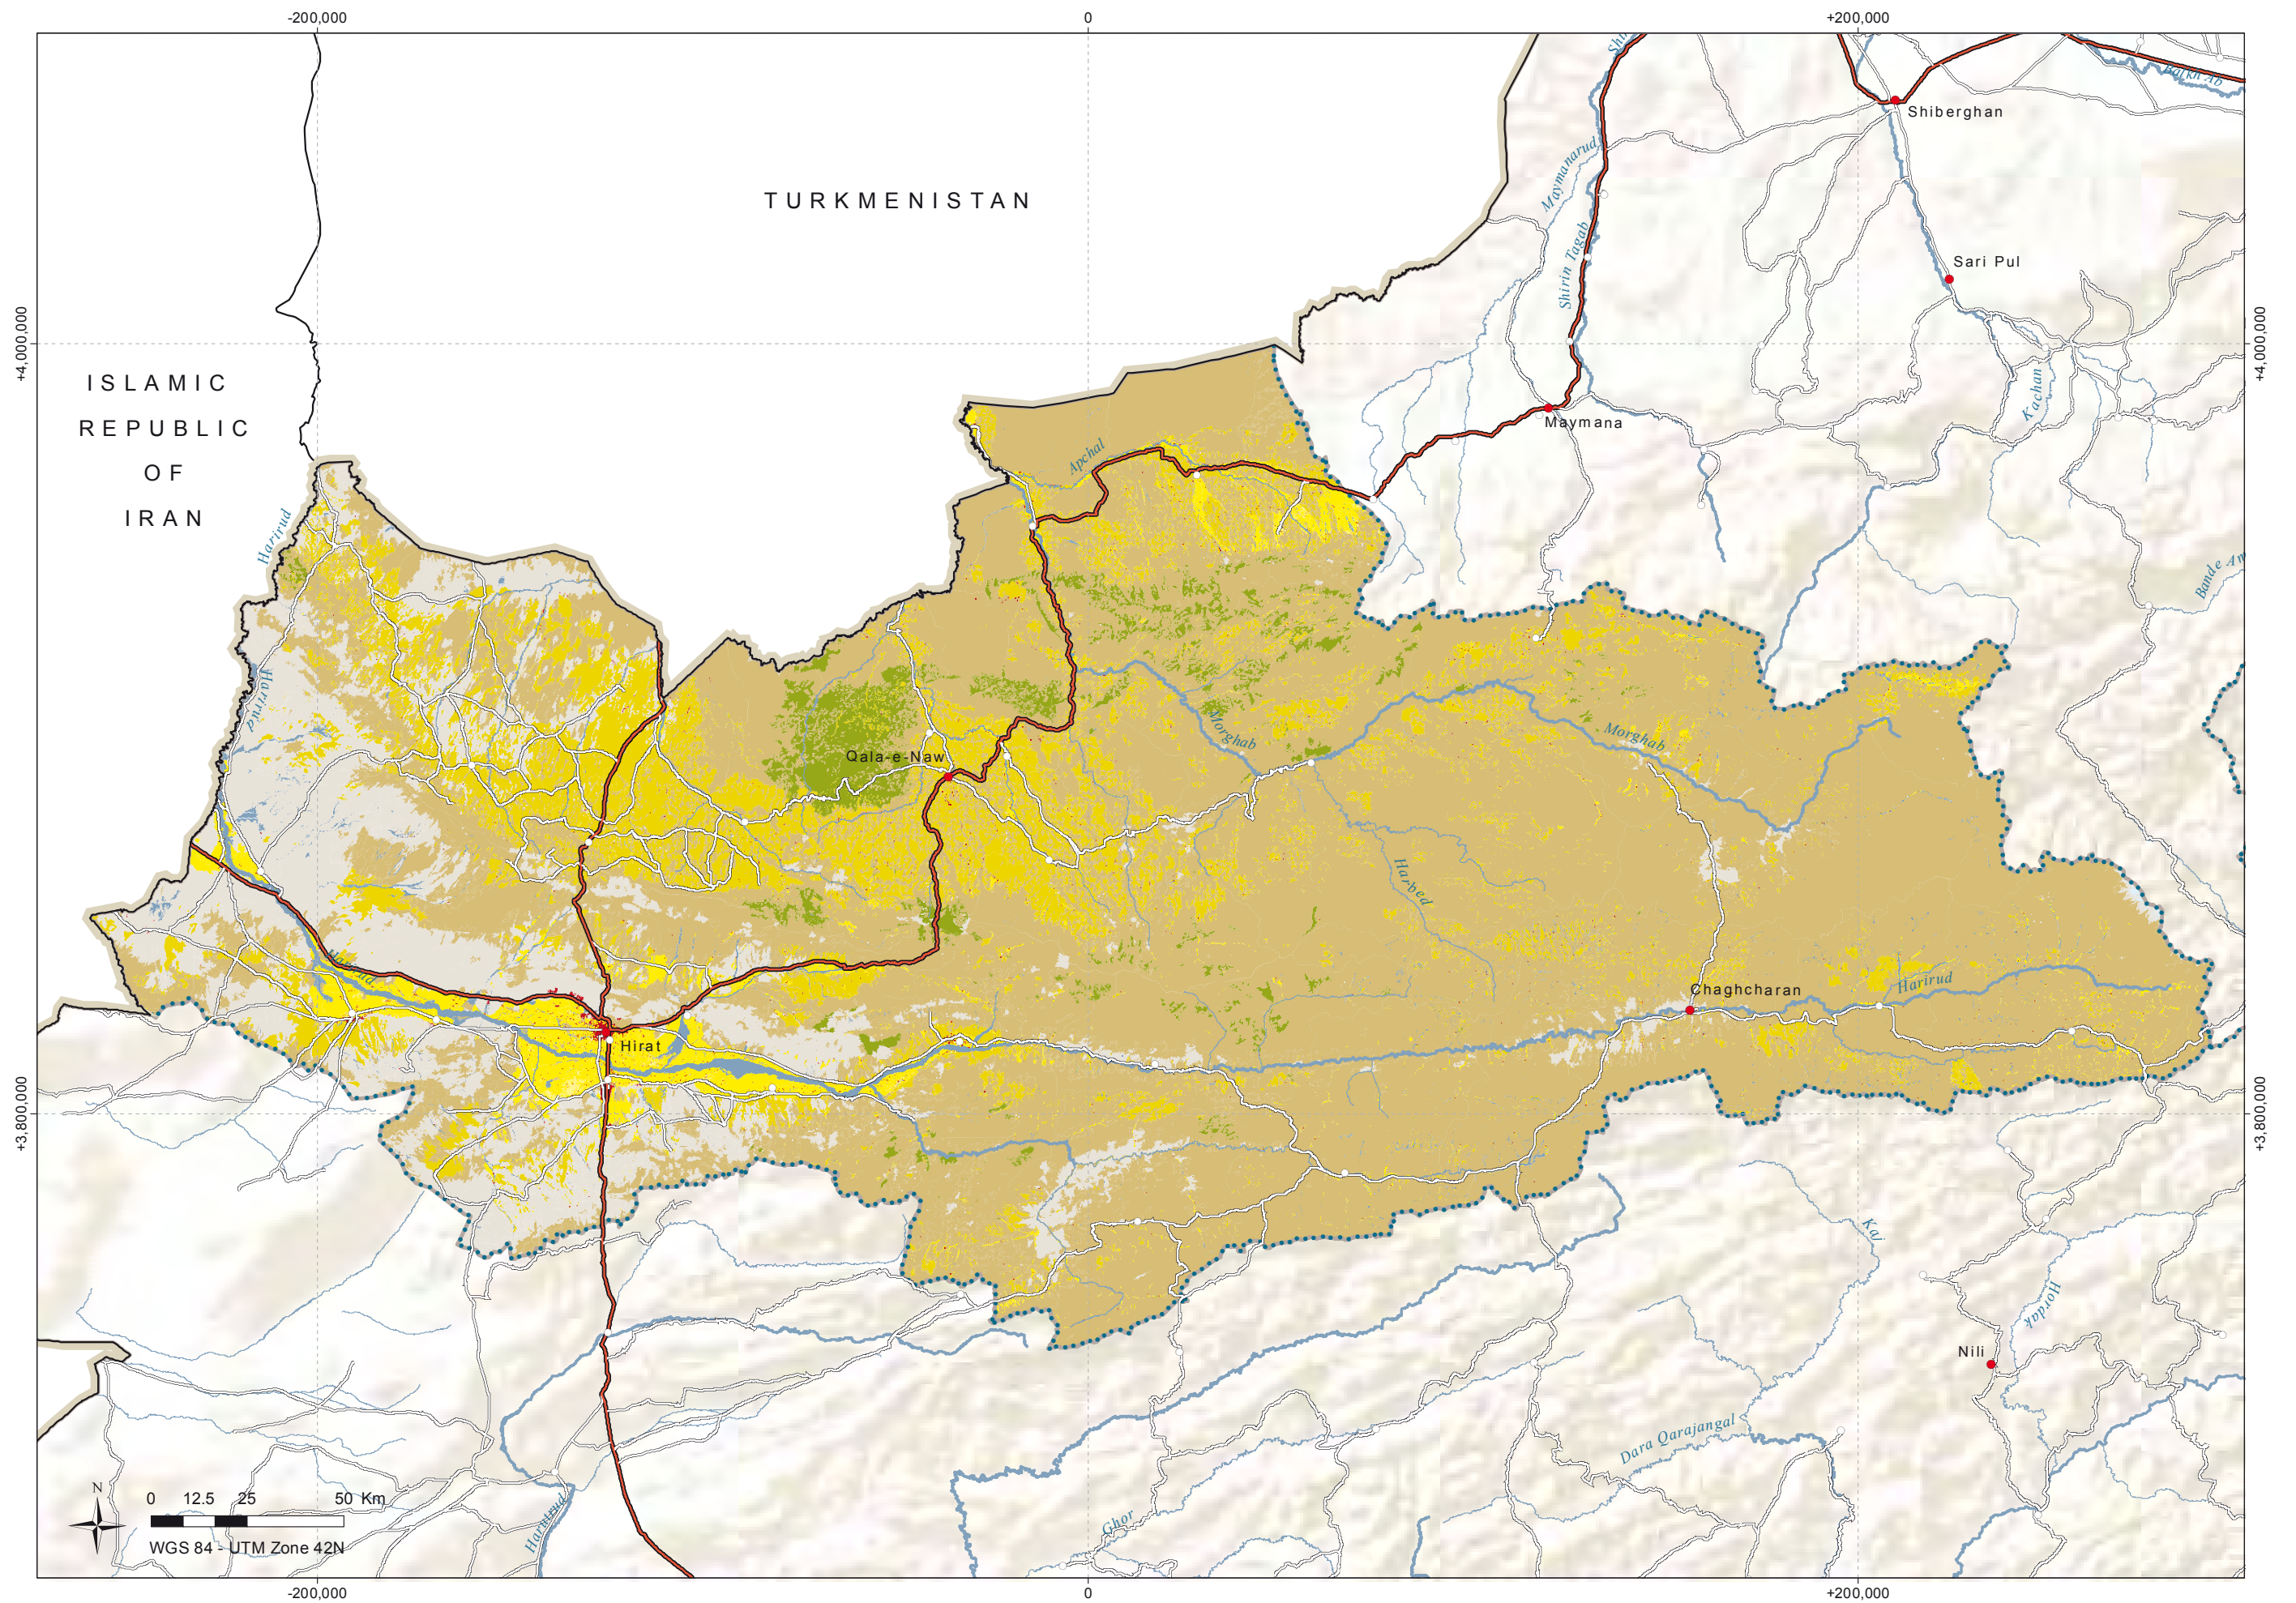 -200,000
0
+200,000
Shiberghan
Maymanarud
TURKMENISTAN
Shirin Tagab
Sari Pul
+4,000,000
+4,000,000
ISLAMIC
REPUBLIC
OF
IRAN
Kachan
Maymana
Apchal
Harirud
Harirud
Morghab
Morghab
Qala-e-Naw
Harbed
Harirud
Harirud
Chaghcharan
Hirat
+3,800,000
+3,800,000
Kaj
Hordak
Nili
Dara Qarajangal
Ghor
Harutrud
N
0 12.5 25 50 Km
WGS 84 - UTM Zone 42N
-200,000
0
+200,000